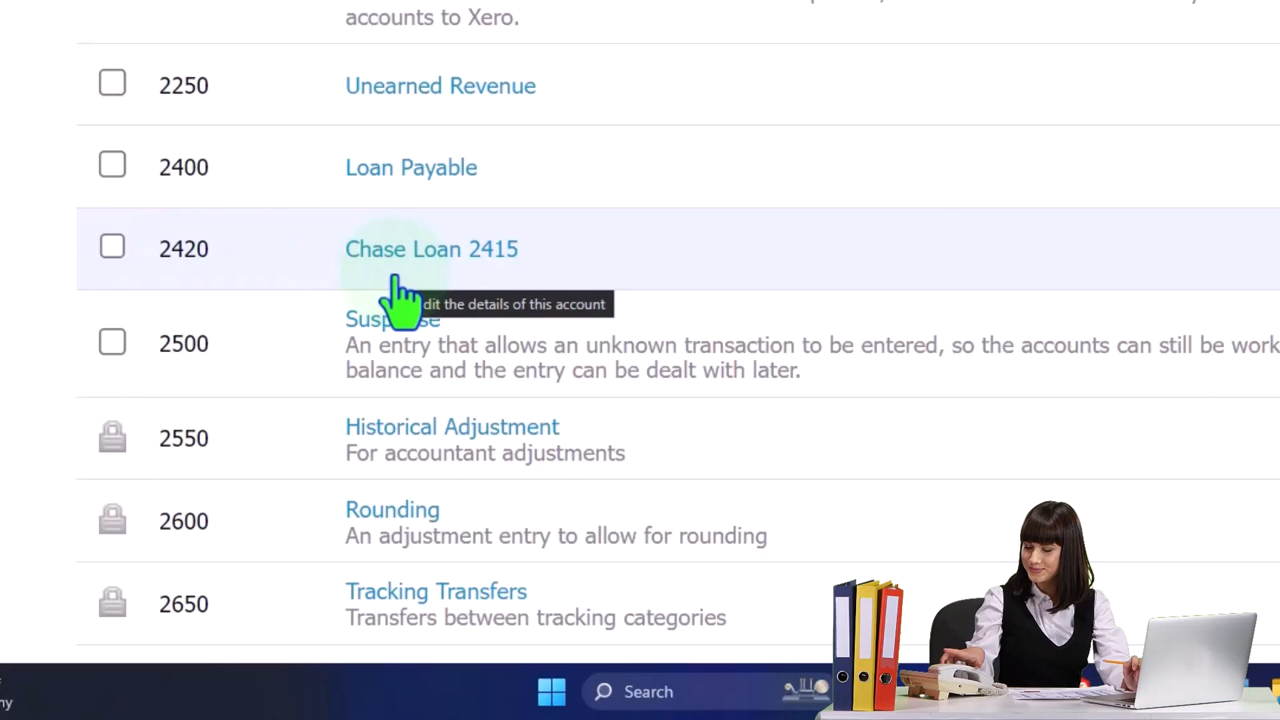 accounts to Xero.
2250 Unearned Revenue
2400 Loan Payable
2420 Chase Loan 2415
dit the details of this account
2500 Suspense
An entry that allows an unknown transaction to be entered, so the accounts can still be work
balance and the entry can be dealt with later.
2550 Historical Adjustment
For accountant adjustments
2600 Rounding
An adjustment entry to allow for rounding
2650 Tracking Transfers
Transfers between tracking categories
Search